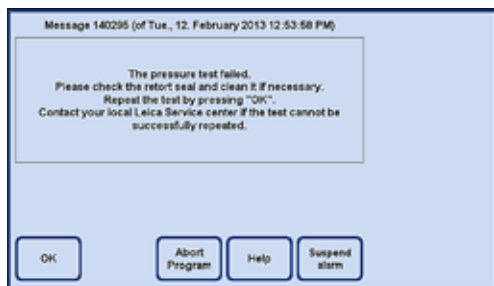 Message 140295 (of Tue., 12. February 2013 12:53:58 PM)
The pressure test failed.
Please check the retort seal and clean it if necessary.
Repeat the test by pressing "OK".
Contact your local Leica Service center if the test cannot be
successfully repeated.
OK
Abort
Program
Help
Suspend
alarm